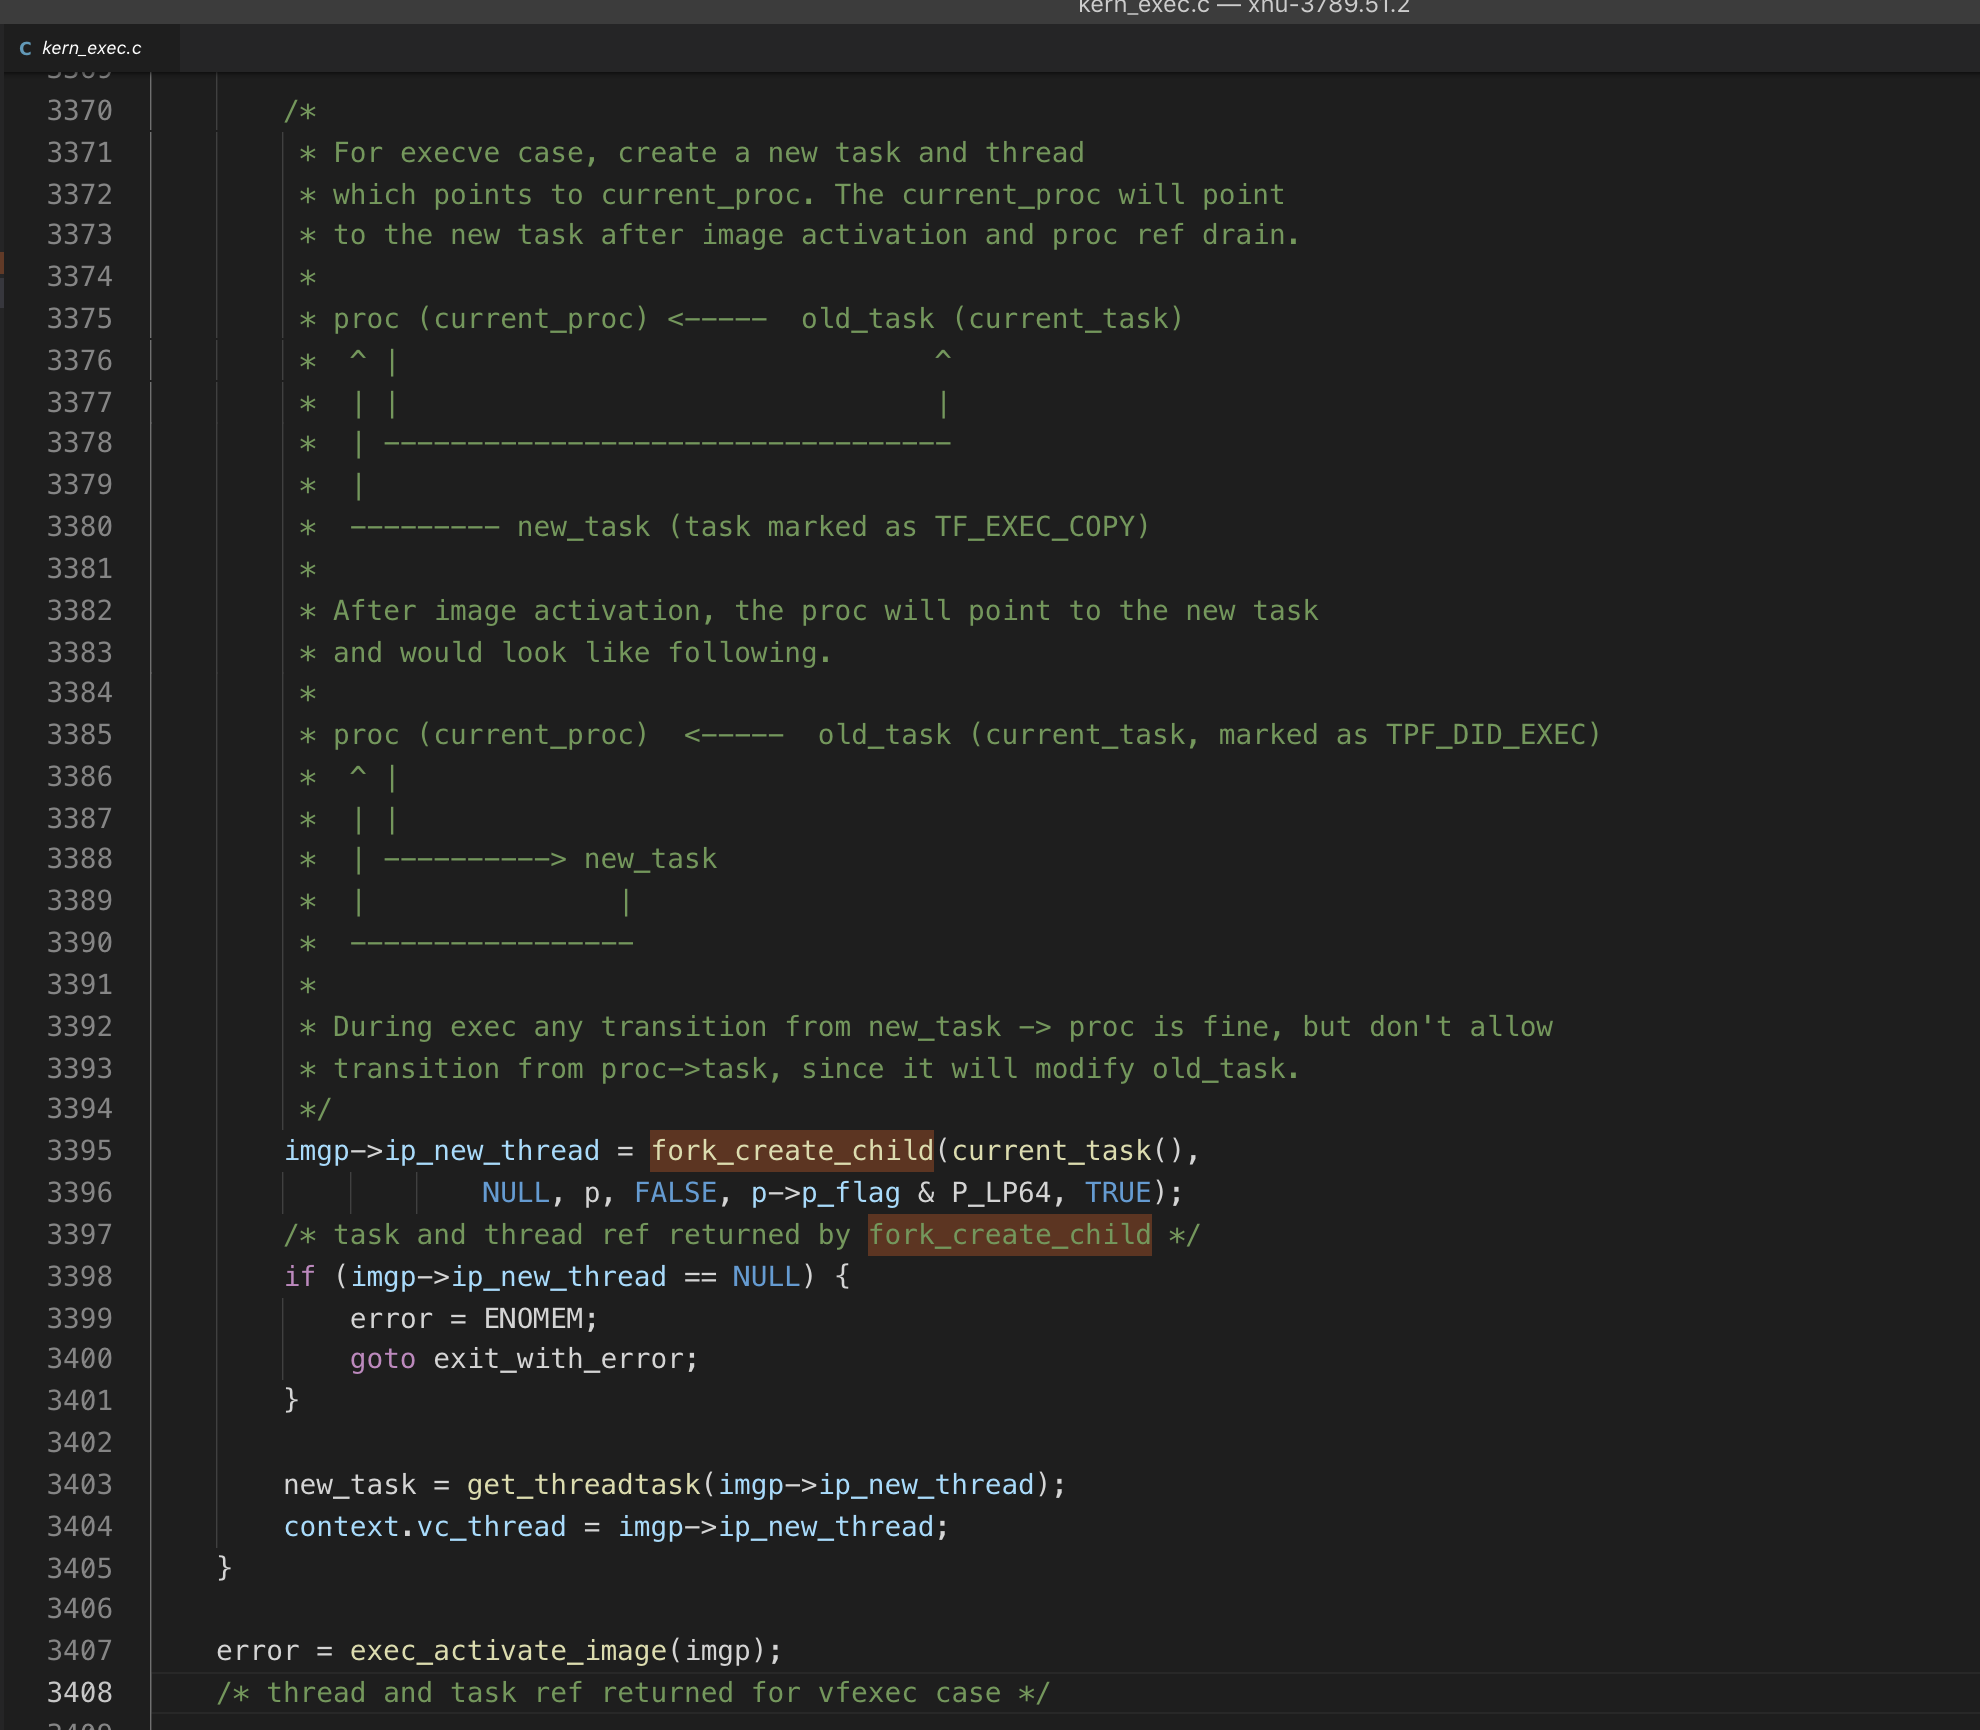 kern_exec.c — xnu-3789.51.2
C kern_exec.c
3369
3370 /*
3371 * For execve case, create a new task and thread
3372 * which points to current_proc. The current_proc will point
3373 * to the new task after image activation and proc ref drain.
3374 *
3375 * proc (current_proc) <-----  old_task (current_task)
3376 *  ^ |                                ^
3377 *  | |                                |
3378 *  | ----------------------------------
3379 *  |
3380 *  --------- new_task (task marked as TF_EXEC_COPY)
3381 *
3382 * After image activation, the proc will point to the new task
3383 * and would look like following.
3384 *
3385 * proc (current_proc)  <-----  old_task (current_task, marked as TPF_DID_EXEC)
3386 *  ^ |
3387 *  | |
3388 *  | ----------> new_task
3389 *  |               |
3390 *  -----------------
3391 *
3392 * During exec any transition from new_task -> proc is fine, but don't allow
3393 * transition from proc->task, since it will modify old_task.
3394 */
3395 imgp->ip_new_thread = fork_create_child(current_task(),
3396 NULL, p, FALSE, p->p_flag & P_LP64, TRUE);
3397 /* task and thread ref returned by fork_create_child */
3398 if (imgp->ip_new_thread == NULL) {
3399 error = ENOMEM;
3400 goto exit_with_error;
3401 }
3402
3403 new_task = get_threadtask(imgp->ip_new_thread);
3404 context.vc_thread = imgp->ip_new_thread;
3405 }
3406
3407 error = exec_activate_image(imgp);
3408 /* thread and task ref returned for vfexec case */
3409